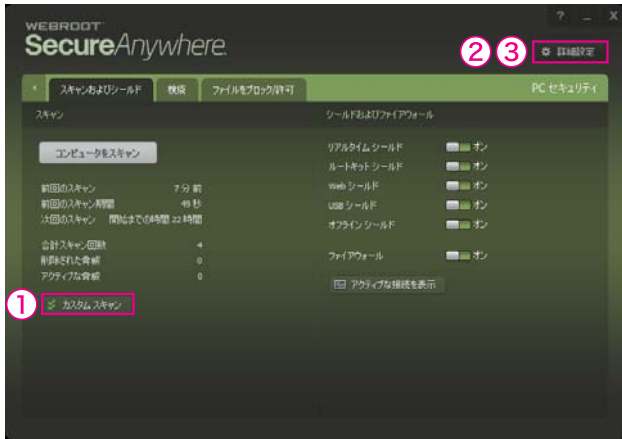 WEBROOT
SecureAnywhere.
? – X
② ③ 詳細設定
スキャンおよびシールド 検疫 ファイルをブロック/許可 PC セキュリティ
スキャン
コンピュータをスキャン
前回のスキャン 7 分 前
前回のスキャン期間 49 秒
次回のスキャン 開始までの時間 22 時間
合計スキャン回数 4
削除された脅威 0
アクティブな脅威 0
① カスタム スキャン
シールドおよびファイアウォール
リアルタイム シールド オン
ルートキット シールド オン
Web シールド オン
USB シールド オン
オフライン シールド オン
ファイアウォール オン
アクティブな接続を表示